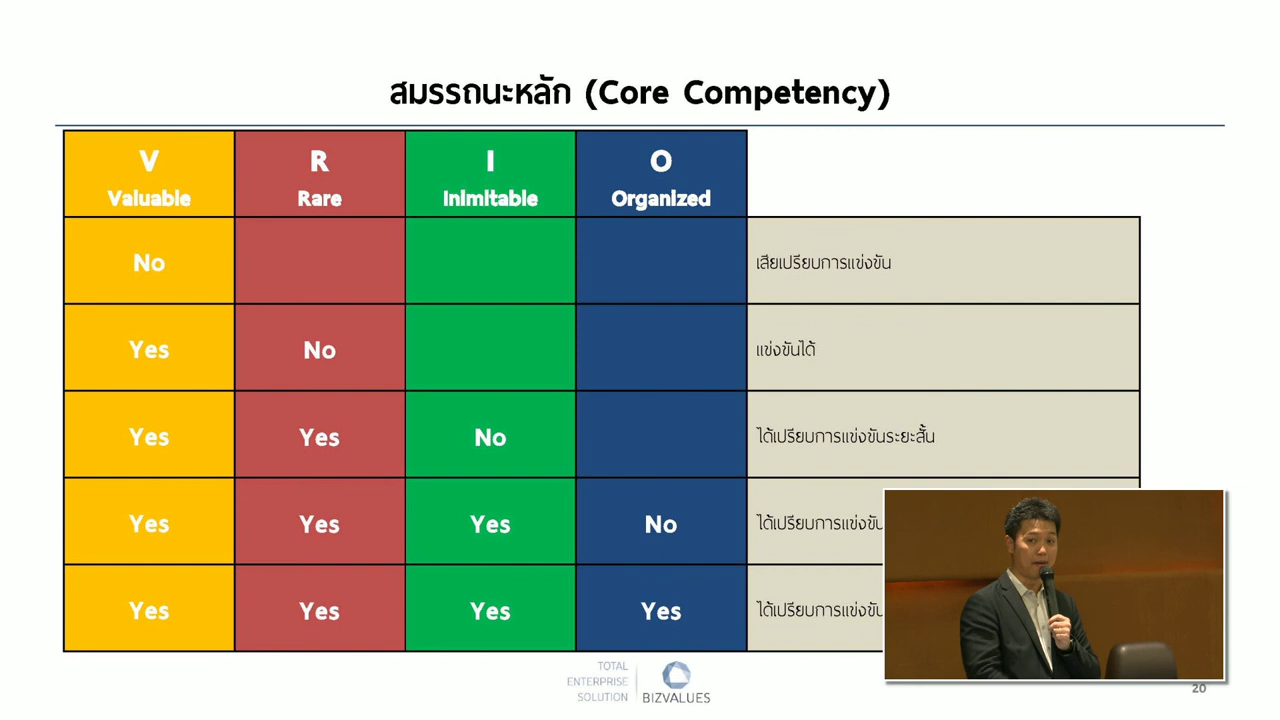 สมรรถนะหลัก (Core Competency)
V R I O
Valuable Rare Inimitable Organized
No เสียเปรียบการแข่งขัน
Yes No แข่งขันได้
Yes Yes No ได้เปรียบการแข่งขันระยะสั้น
Yes Yes Yes No ได้เปรียบการแข่งขัน
Yes Yes Yes Yes ได้เปรียบการแข่งขัน
TOTAL
ENTERPRISE
SOLUTION
BIZVALUES
20